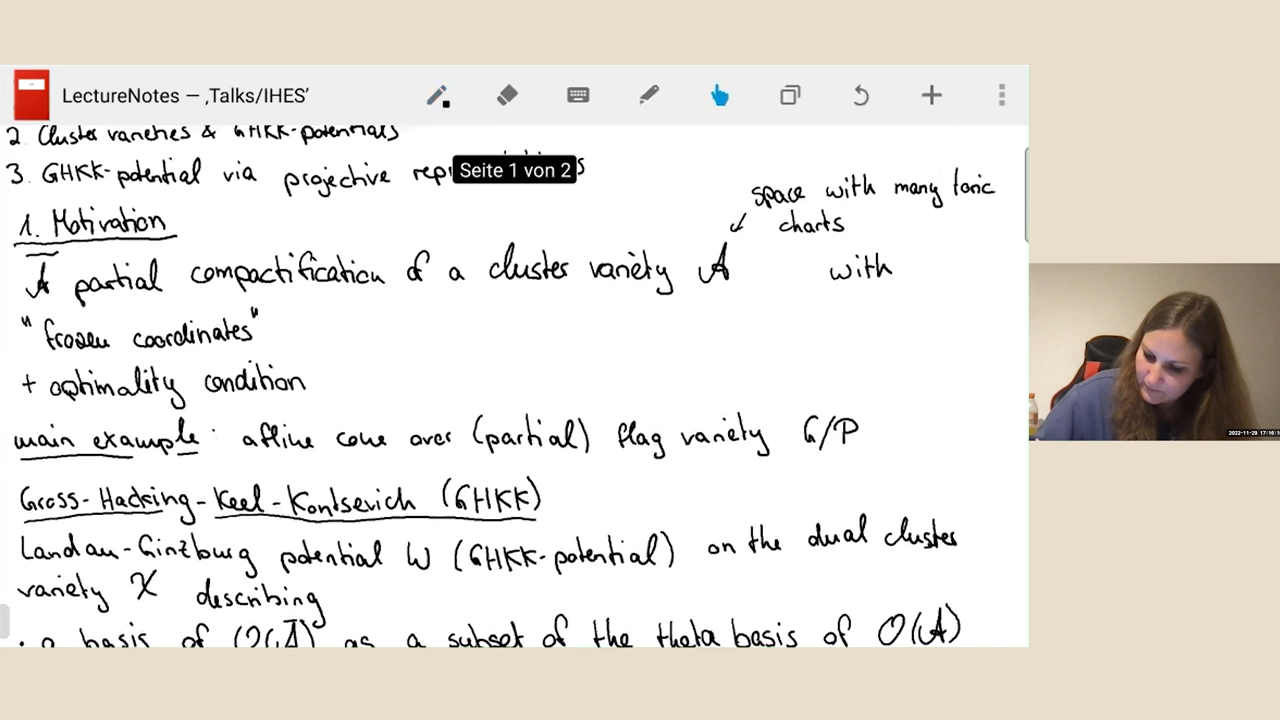 LectureNotes — ‚Talks/IHES’
2. Cluster varieties & GHKK-potentials
3. GHKK-potential via projective
Seite 1 von 2
space with many toric
charts
1. Motivation
Ā partial compactification of a cluster variety A with
"frozen coordinates"
+ optimality condition
main example: affine cone over (partial) flag variety G/P
Gross-Hacking-Keel-Kontsevich (GHKK)
Landau-Ginzburg potential W (GHKK-potential) on the dual cluster
variety X describing
• a basis of O(Ā) as a subset of the theta basis of O(A)